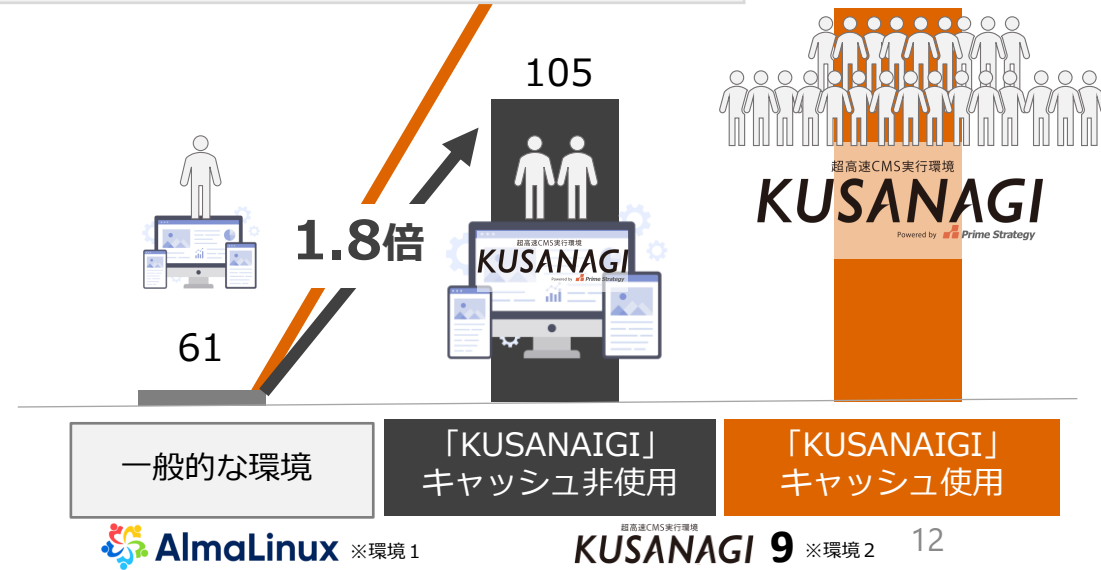 105
超高速CMS実行環境
KUSANAGI
Powered by Prime Strategy
1.8倍
超高速CMS実行環境
KUSANAGI
Powered by Prime Strategy
61
一般的な環境
「KUSANAIGI」
キャッシュ非使用
「KUSANAIGI」
キャッシュ使用
AlmaLinux ※環境1
超高速CMS実行環境
KUSANAGI 9 ※環境2
12